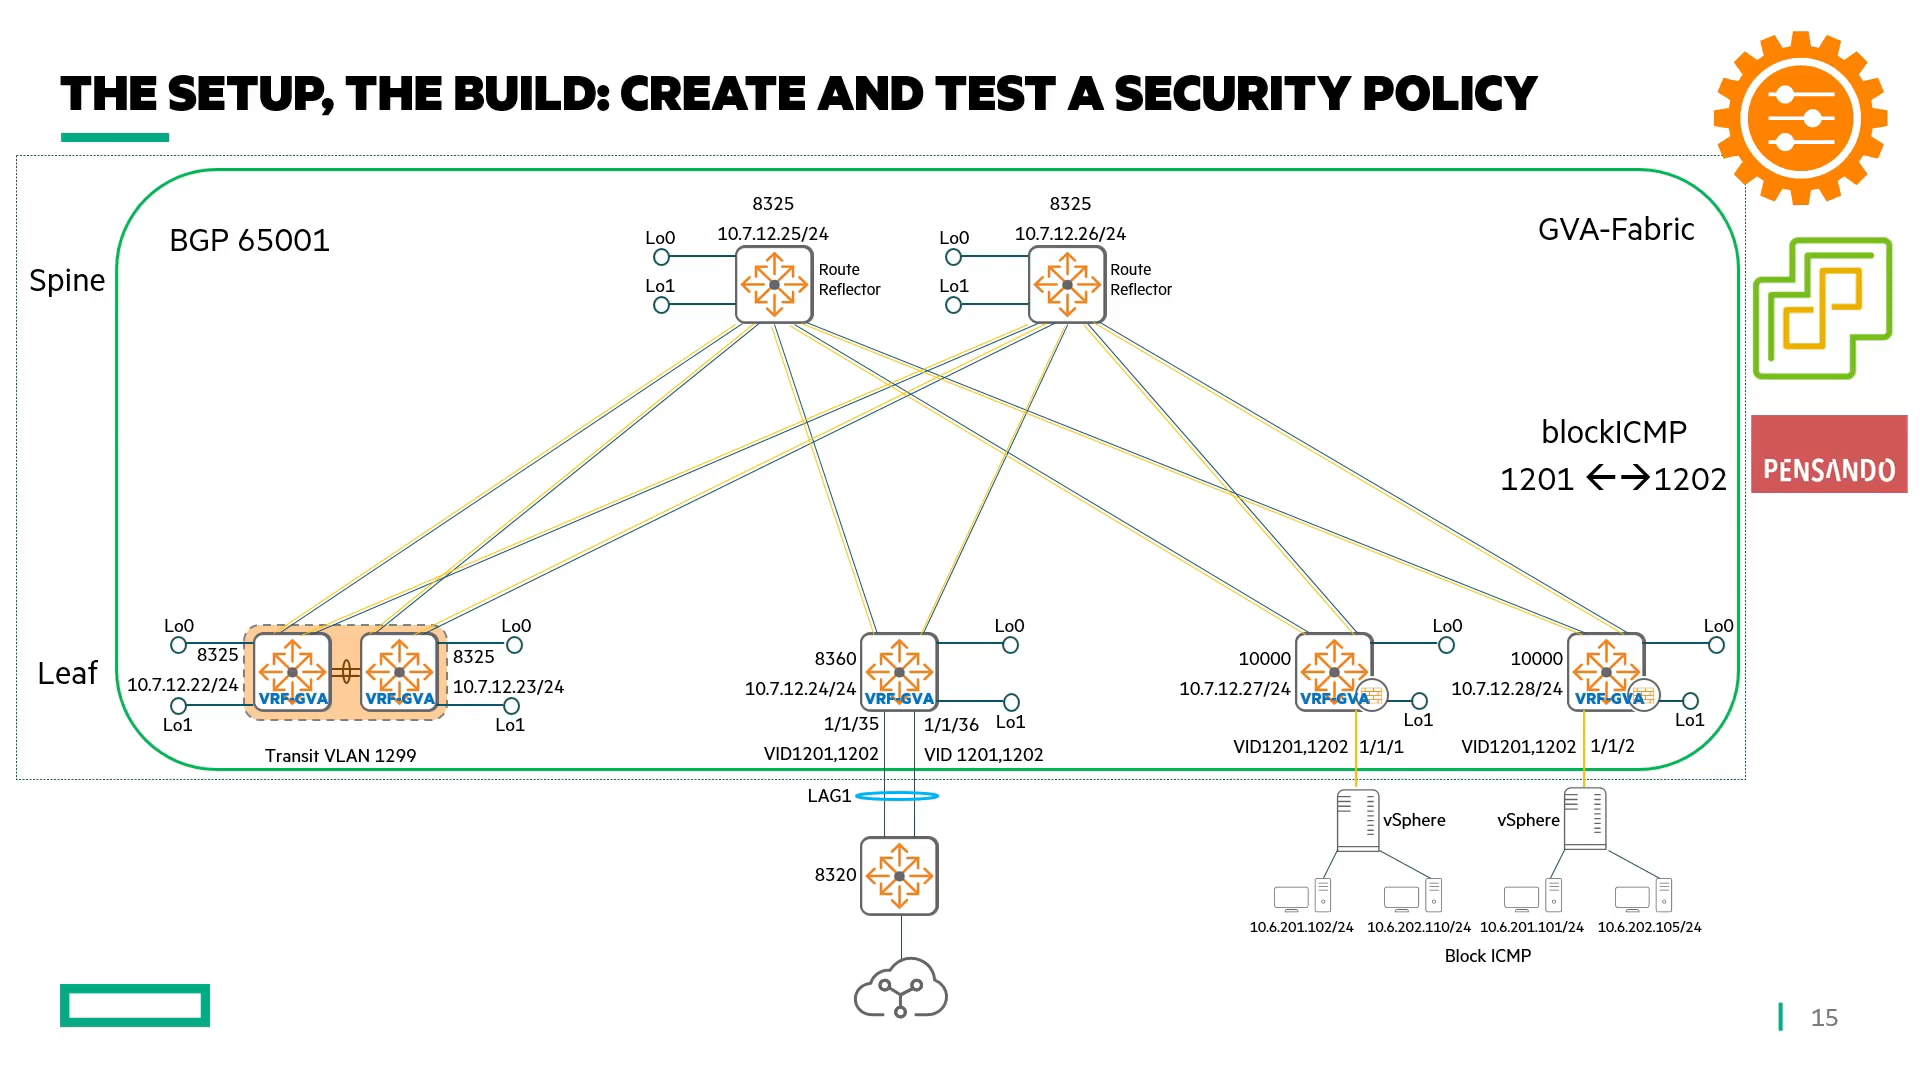 THE SETUP, THE BUILD: CREATE AND TEST A SECURITY POLICY
BGP 65001
GVA-Fabric
Spine
8325
10.7.12.25/24
Lo0
Lo1
Route
Reflector
8325
10.7.12.26/24
Lo0
Lo1
Route
Reflector
blockICMP
1201 ←→1202
PENSANDO
Leaf
Lo0
8325
10.7.12.22/24
Lo1
VRF-GVA
VRF-GVA
Lo0
8325
10.7.12.23/24
Lo1
Transit VLAN 1299
8360
10.7.12.24/24
VRF-GVA
Lo0
Lo1
1/1/35
1/1/36
VID1201,1202
VID 1201,1202
10000
10.7.12.27/24
VRF-GVA
Lo0
Lo1
VID1201,1202
1/1/1
10000
10.7.12.28/24
VRF-GVA
Lo0
Lo1
VID1201,1202
1/1/2
LAG1
8320
vSphere
vSphere
10.6.201.102/24
10.6.202.110/24
10.6.201.101/24
10.6.202.105/24
Block ICMP
15